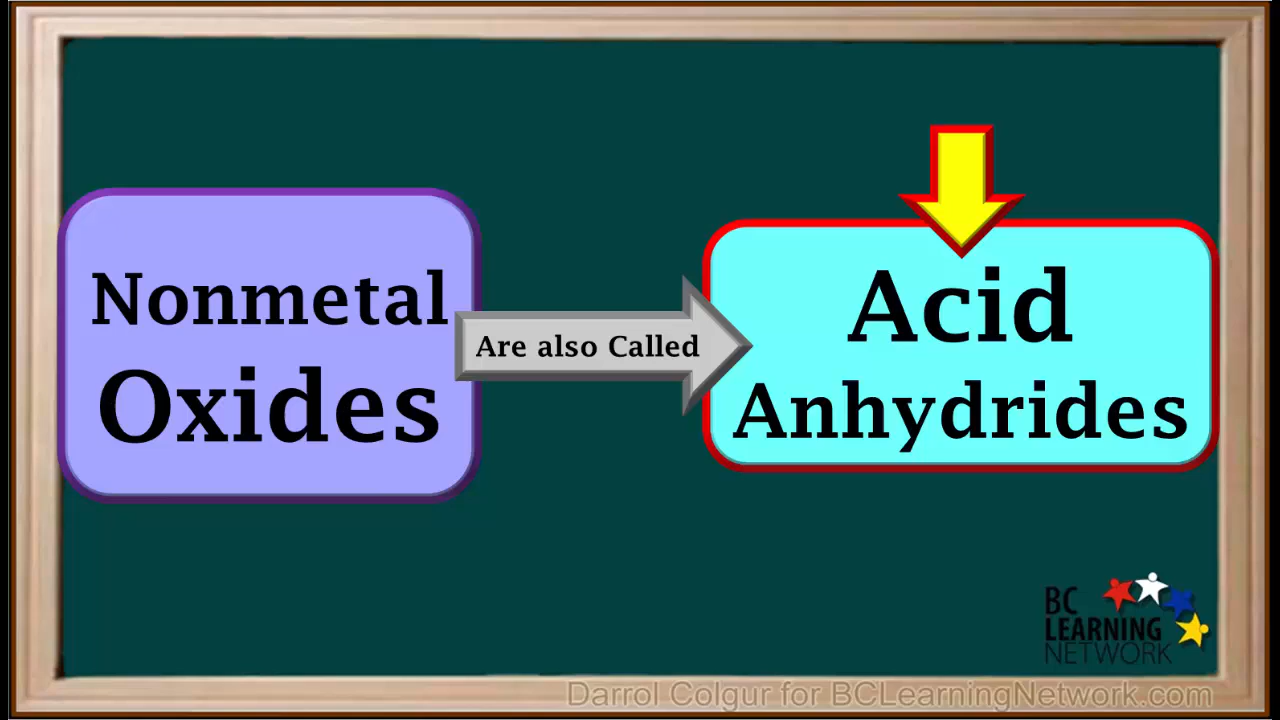 Nonmetal
Oxides
Are also Called
Acid
Anhydrides
BC
LEARNING
NETWORK
Darrol Colgur for BCLearningNetwork.com